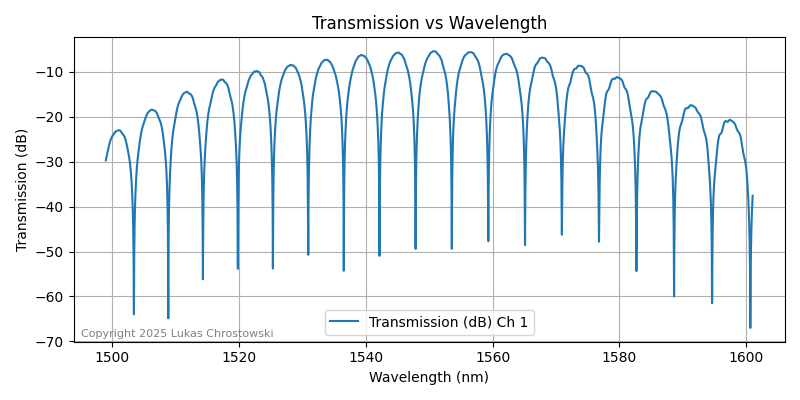 Transmission vs Wavelength
Transmission (dB)
−10
−20
−30
−40
−50
−60
−70
Transmission (dB) Ch 1
Copyright 2025 Lukas Chrostowski
1500
1520
1540
1560
1580
1600
Wavelength (nm)